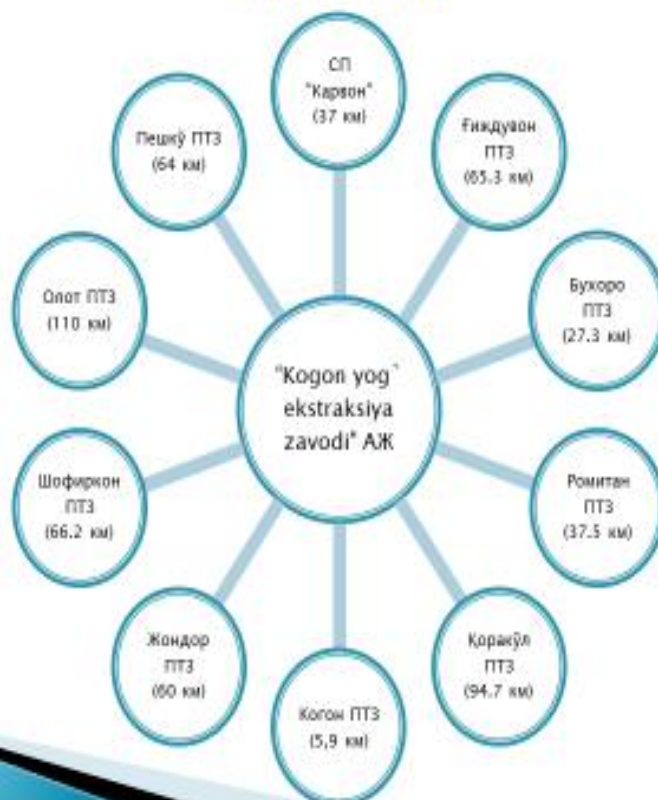 СП
"Карвон"
(37 км)
Ғиждувон
ПТЗ
(65.3 км)
Бухоро
ПТЗ
(27.3 км)
Ромитан
ПТЗ
(37.5 км)
Қоракўл
ПТЗ
(94.7 км)
Когон ПТЗ
(5,9 км)
Жондор
ПТЗ
(60 км)
Шофиркон
ПТЗ
(66.2 км)
Олот ПТЗ
(110 км)
Пешкў ПТЗ
(64 км)
"Kogon yog`
ekstraksiya
zavodi" АЖ